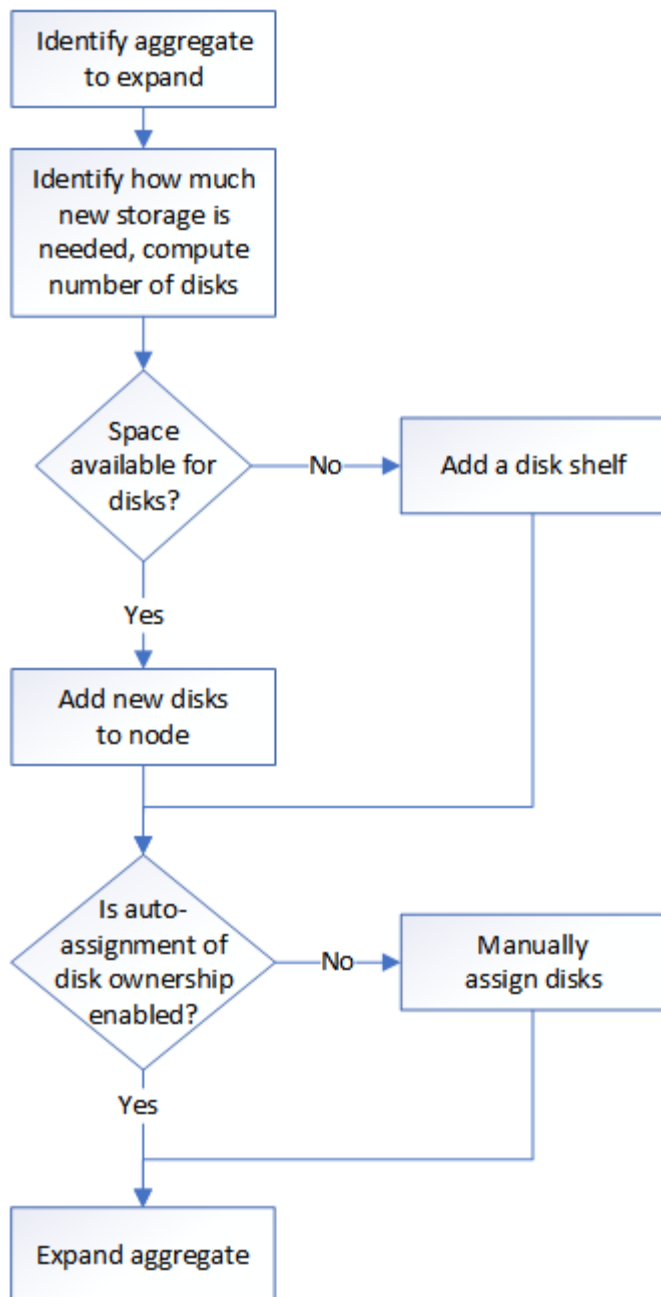 Identify aggregate
to expand
Identify how much
new storage is
needed, compute
number of disks
Space
available for
disks?
No
Add a disk shelf
Yes
Add new disks
to node
Is auto-
assignment of
disk ownership
enabled?
No
Manually
assign disks
Yes
Expand aggregate